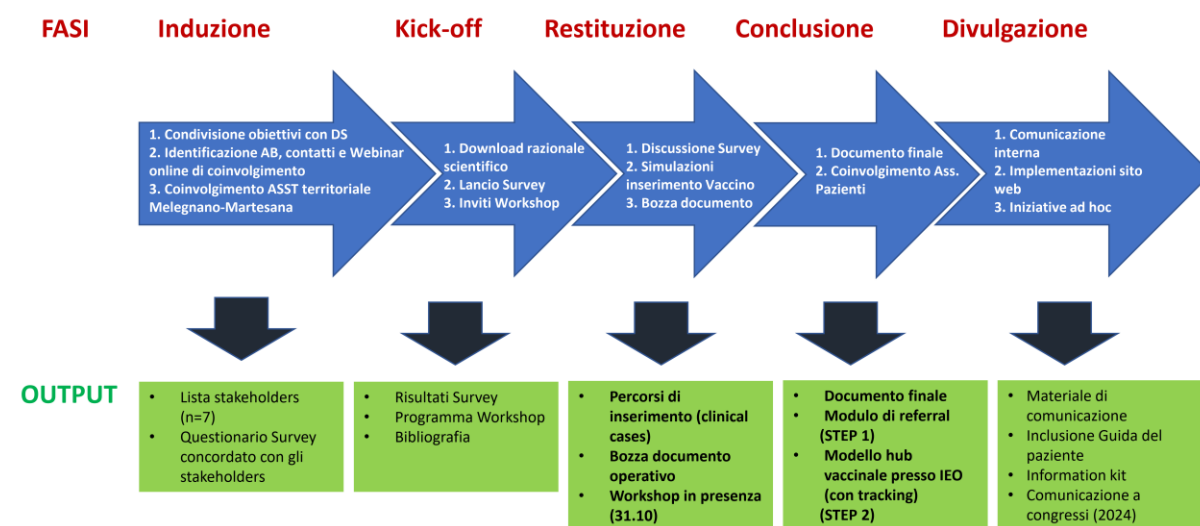 FASI Induzione Kick-off Restituzione Conclusione Divulgazione
1. Condivisione obiettivi con DS
2. Identificazione AB, contatti e Webinar
online di coinvolgimento
3. Coinvolgimento ASST territoriale
Melegnano-Martesana
1. Download razionale
scientifico
2. Lancio Survey
3. Inviti Workshop
1. Discussione Survey
2. Simulazioni
inserimento Vaccino
3. Bozza documento
1. Documento finale
2. Coinvolgimento Ass.
Pazienti
1. Comunicazione
interna
2. Implementazioni sito
web
3. Iniziative ad hoc
OUTPUT
• Lista stakeholders
(n=7)
• Questionario Survey
concordato con gli
stakeholders
• Risultati Survey
• Programma Workshop
• Bibliografia
• Percorsi di
inserimento (clinical
cases)
• Bozza documento
operativo
• Workshop in presenza
(31.10)
• Documento finale
• Modulo di referral
(STEP 1)
• Modello hub
vaccinale presso IEO
(con tracking)
(STEP 2)
• Materiale di
comunicazione
• Inclusione Guida del
paziente
• Information kit
• Comunicazione a
congressi (2024)